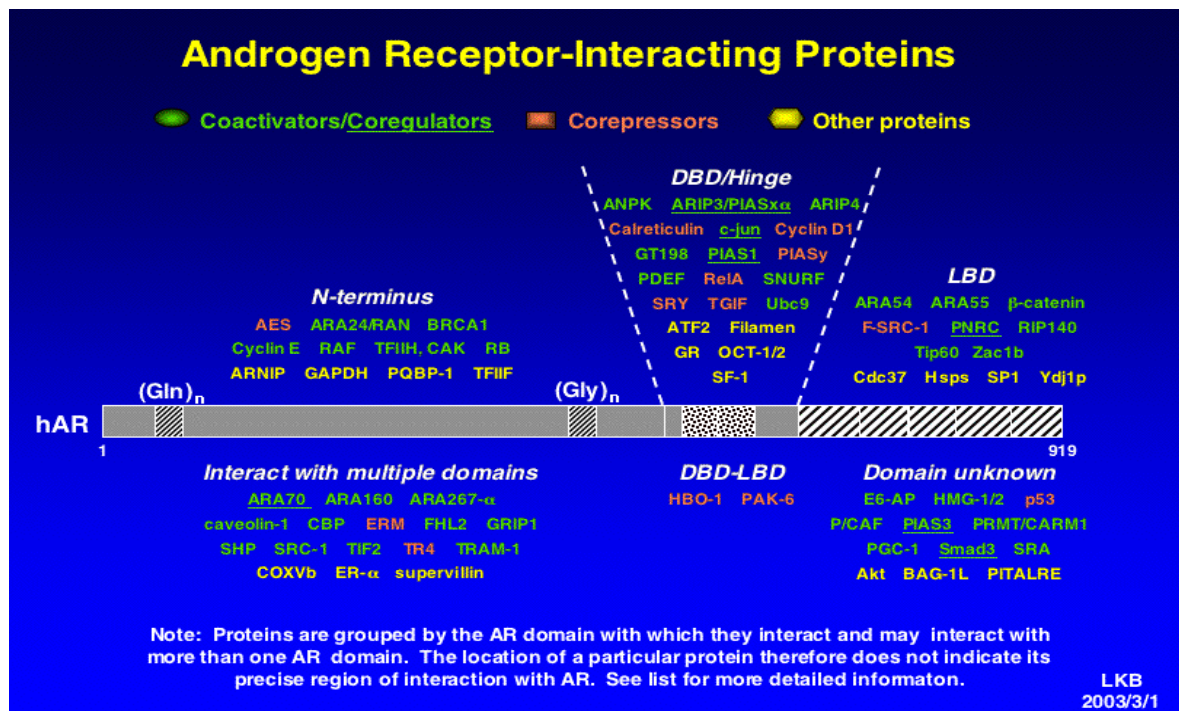 Androgen Receptor-Interacting Proteins
Coactivators/Coregulators Corepressors Other proteins
DBD/Hinge
ANPK ARIP3/PIASxα ARIP4
Calreticulin c-jun Cyclin D1
GT198 PIAS1 PIASy
PDEF RelA SNURF
SRY TGIF Ubc9
ATF2 Filamen
GR OCT-1/2
SF-1
N-terminus
AES ARA24/RAN BRCA1
Cyclin E RAF TFIIH, CAK RB
ARNIP GAPDH PQBP-1 TFIIF
LBD
ARA54 ARA55 β-catenin
F-SRC-1 PNRC RIP140
Tip60 Zac1b
Cdc37 Hsps SP1 Ydj1p
(Gln)n (Gly)n
hAR
1 919
Interact with multiple domains
ARA70 ARA160 ARA267-α
caveolin-1 CBP ERM FHL2 GRIP1
SHP SRC-1 TIF2 TR4 TRAM-1
COXVb ER-α supervillin
DBD-LBD
HBO-1 PAK-6
Domain unknown
E6-AP HMG-1/2 p53
P/CAF PIAS3 PRMT/CARM1
PGC-1 Smad3 SRA
Akt BAG-1L PITALRE
Note: Proteins are grouped by the AR domain with which they interact and may interact with
more than one AR domain. The location of a particular protein therefore does not indicate its
precise region of interaction with AR. See list for more detailed informaton.
LKB
2003/3/1